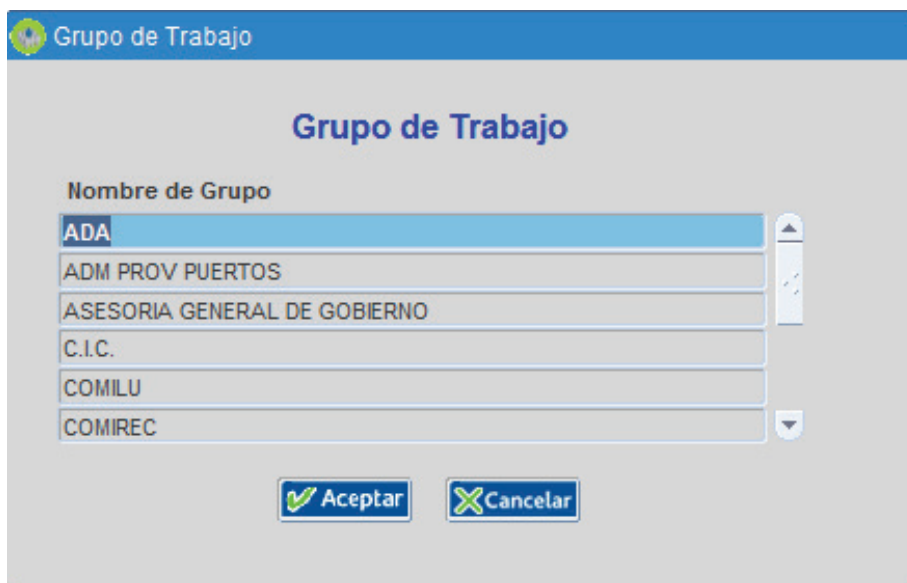 Grupo de Trabajo
Grupo de Trabajo
Nombre de Grupo
ADA
ADM PROV PUERTOS
ASESORIA GENERAL DE GOBIERNO
C.I.C.
COMILU
COMIREC
Aceptar Cancelar